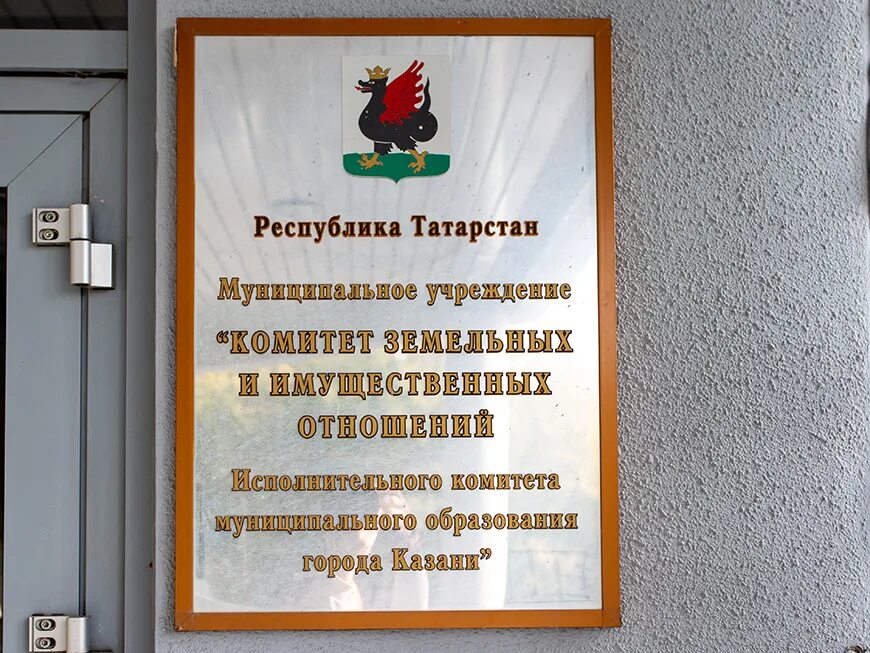 Республика Татарстан
Муниципальное учреждение
“КОМИТЕТ ЗЕМЕЛЬНЫХ
И ИМУЩЕСТВЕННЫХ
ОТНОШЕНИЙ
Исполнительного комитета
муниципального образования
города Казани”